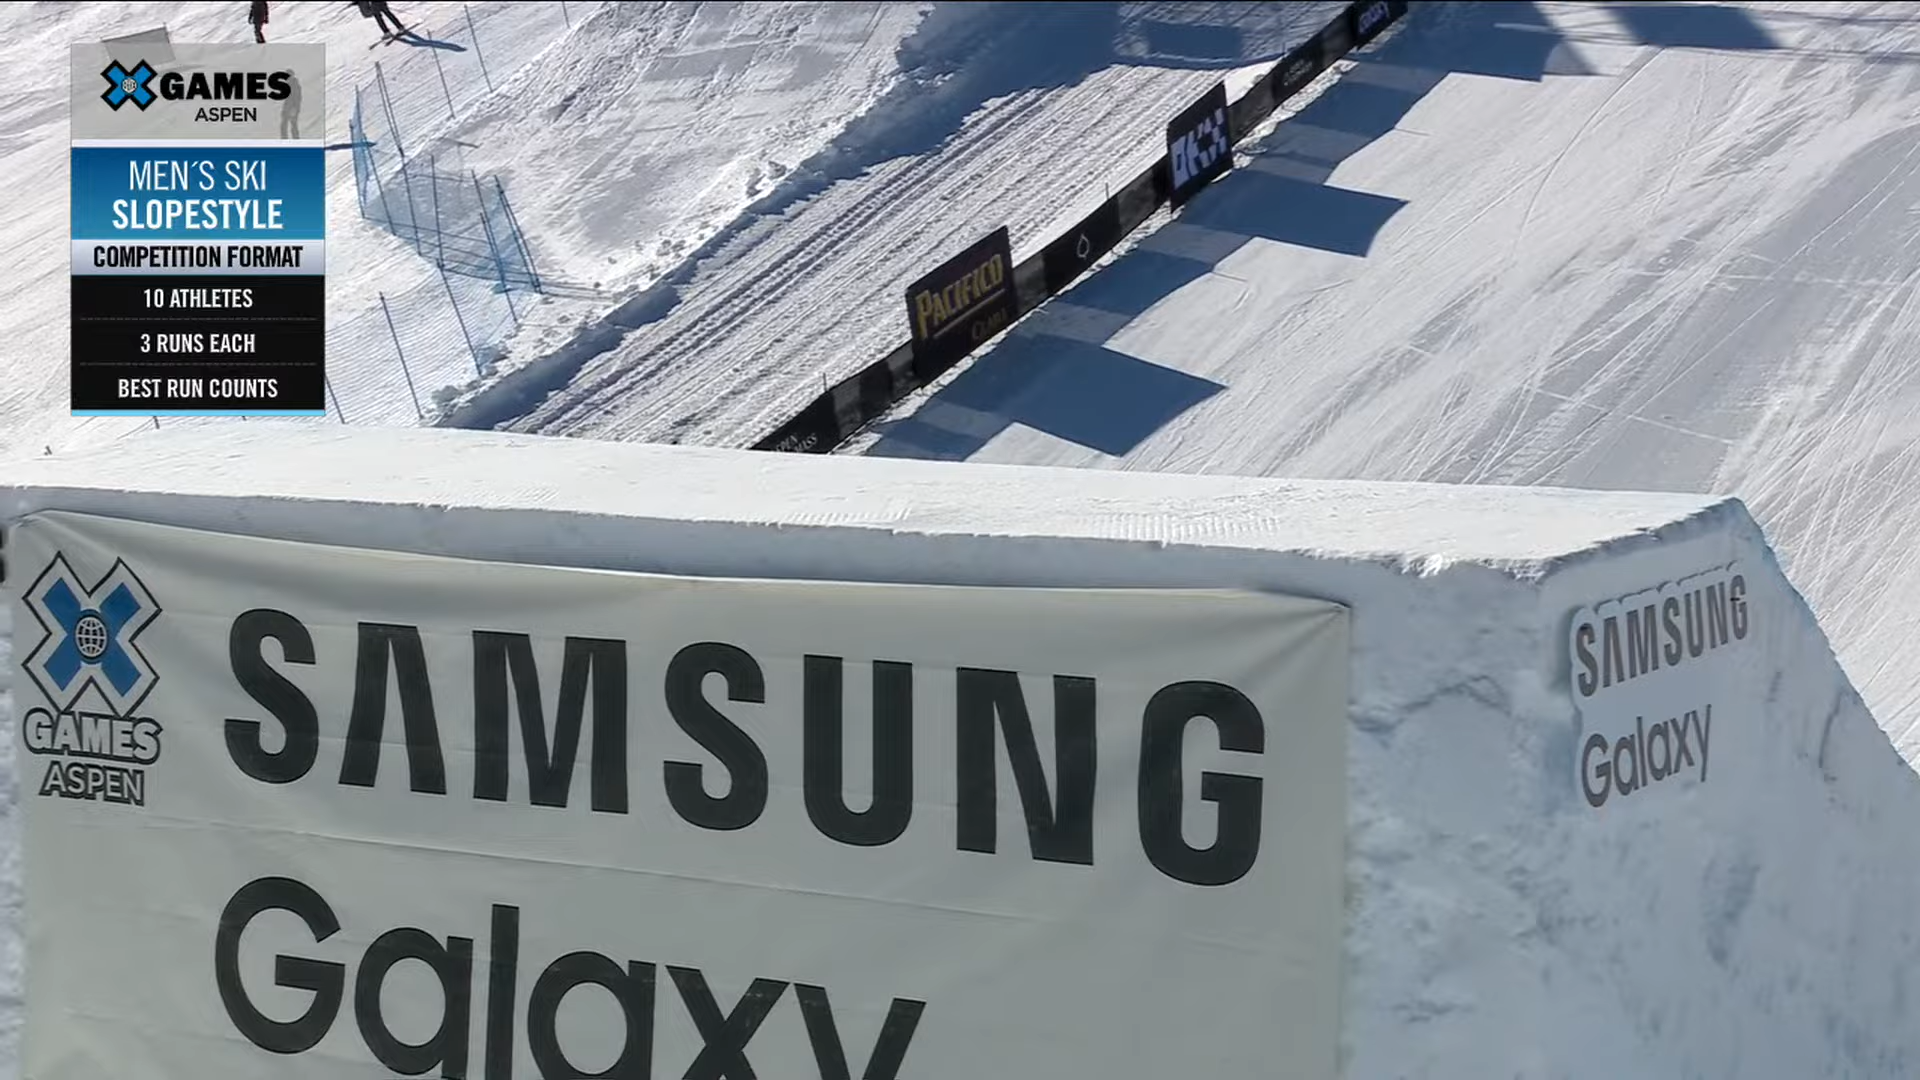 X GAMES
ASPEN
MEN´S SKI
SLOPESTYLE
COMPETITION FORMAT
10 ATHLETES
3 RUNS EACH
BEST RUN COUNTS
PACIFICO
CLARA
X
GAMES
ASPEN
SAMSUNG
Galaxy
SAMSUNG
Galaxy